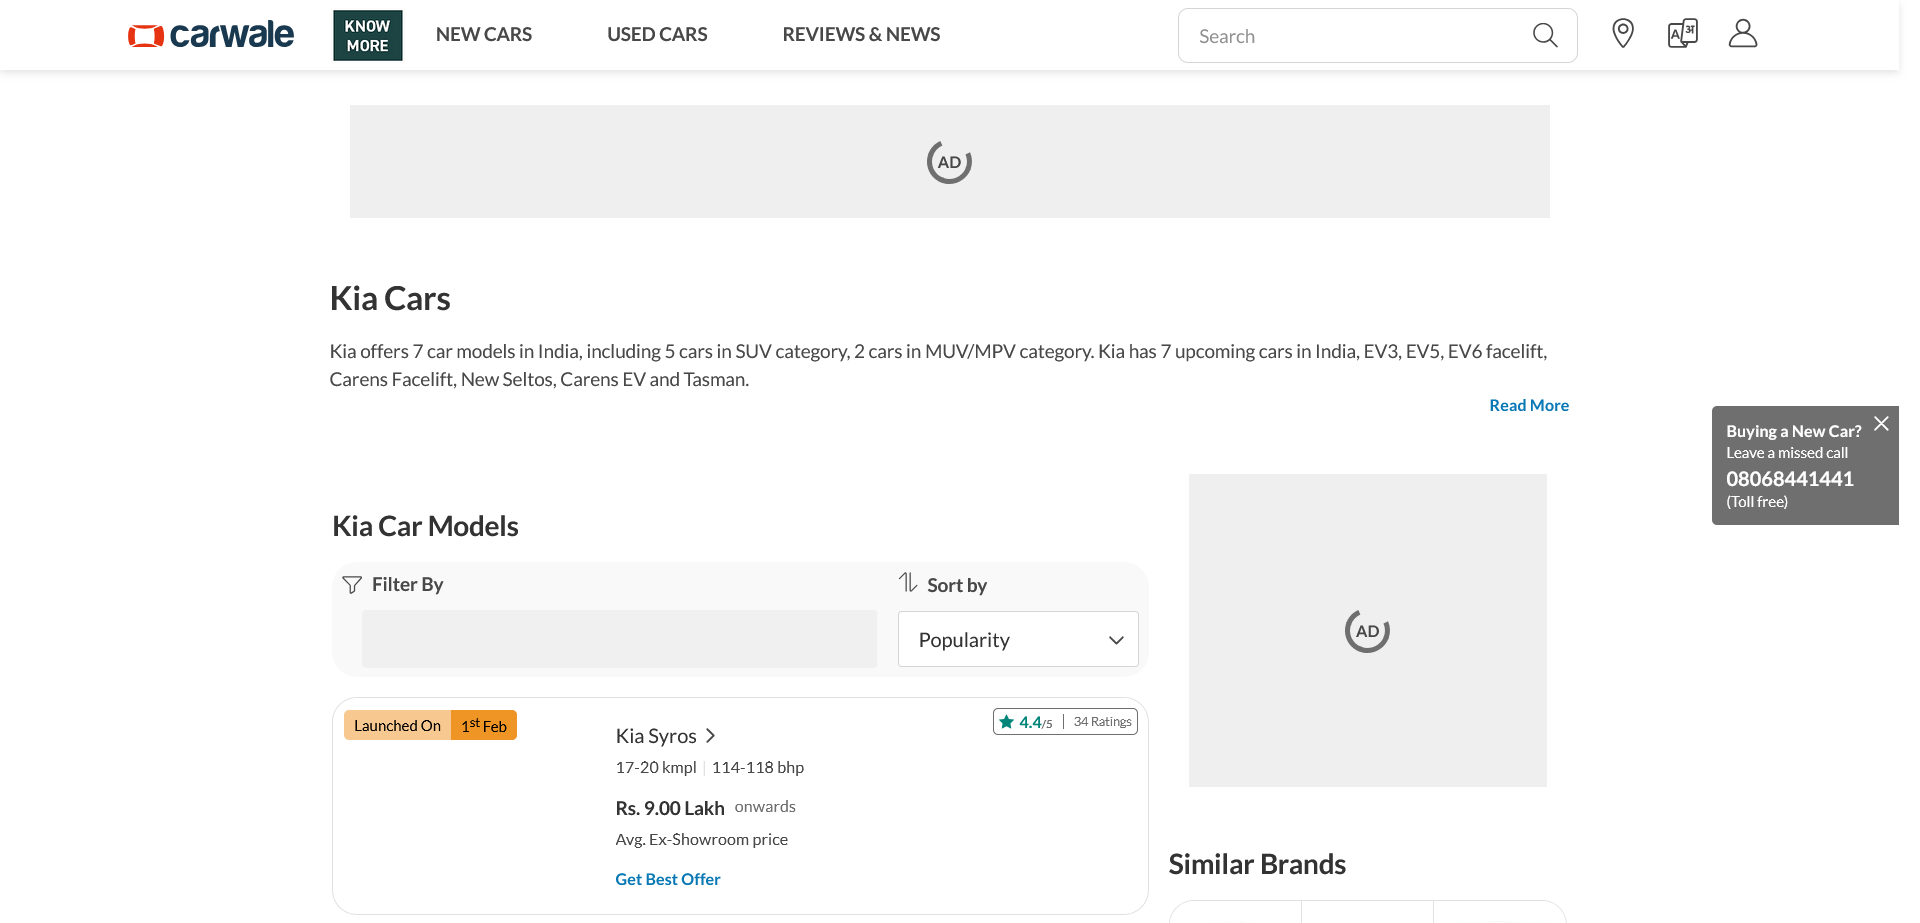 carwale
KNOW
MORE
NEW CARS
USED CARS
REVIEWS & NEWS
Search
A अ
AD
Kia Cars
Kia offers 7 car models in India, including 5 cars in SUV category, 2 cars in MUV/MPV category. Kia has 7 upcoming cars in India, EV3, EV5, EV6 facelift,
Carens Facelift, New Seltos, Carens EV and Tasman.
Read More
Buying a New Car?
Leave a missed call
08068441441
(Toll free)
Kia Car Models
Filter By
Sort by
Popularity
AD
Launched On 1st Feb
4.4/5 | 34 Ratings
Kia Syros
17-20 kmpl | 114-118 bhp
Rs. 9.00 Lakh onwards
Avg. Ex-Showroom price
Get Best Offer
Similar Brands